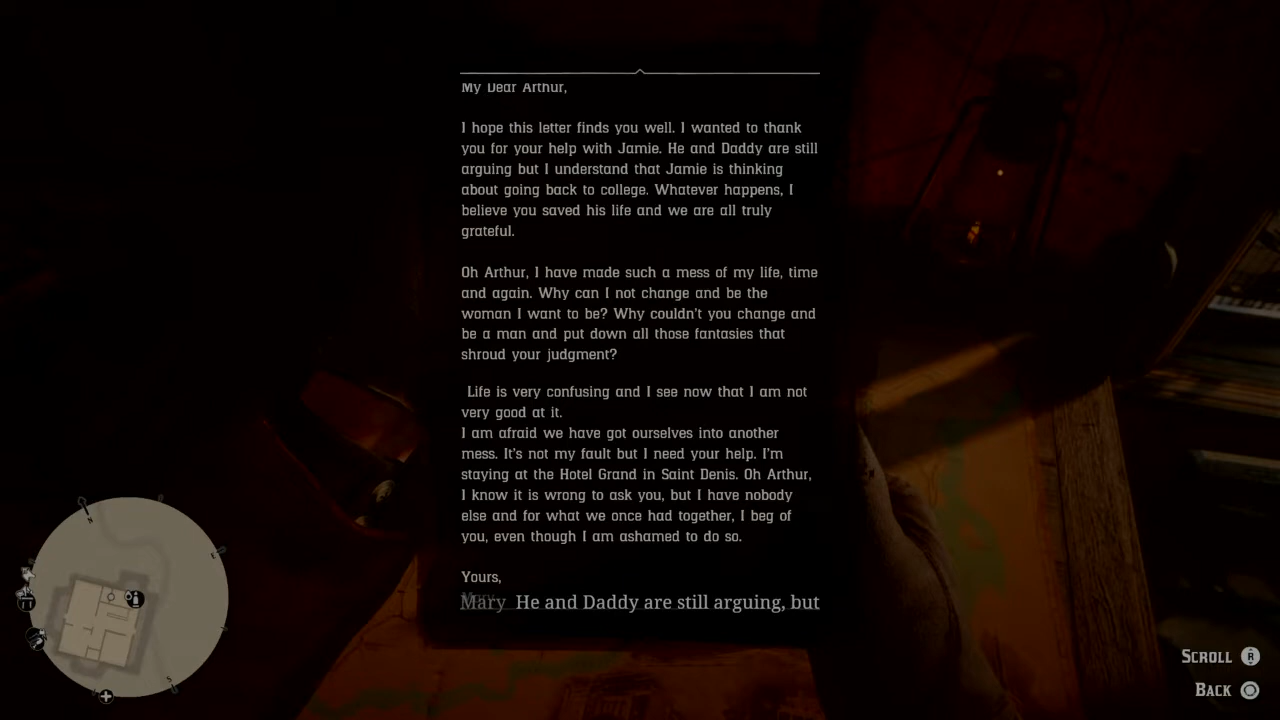 My Dear Arthur,
I hope this letter finds you well. I wanted to thank
you for your help with Jamie. He and Daddy are still
arguing but I understand that Jamie is thinking
about going back to college. Whatever happens, I
believe you saved his life and we are all truly
grateful.
Oh Arthur, I have made such a mess of my life, time
and again. Why can I not change and be the
woman I want to be? Why couldn't you change and
be a man and put down all those fantasies that
shroud your judgment?
Life is very confusing and I see now that I am not
very good at it.
I am afraid we have got ourselves into another
mess. It's not my fault but I need your help. I'm
staying at the Hotel Grand in Saint Denis. Oh Arthur,
I know it is wrong to ask you, but I have nobody
else and for what we once had together, I beg of
you, even though I am ashamed to do so.
Yours,
Mary He and Daddy are still arguing, but
SCROLL R
BACK